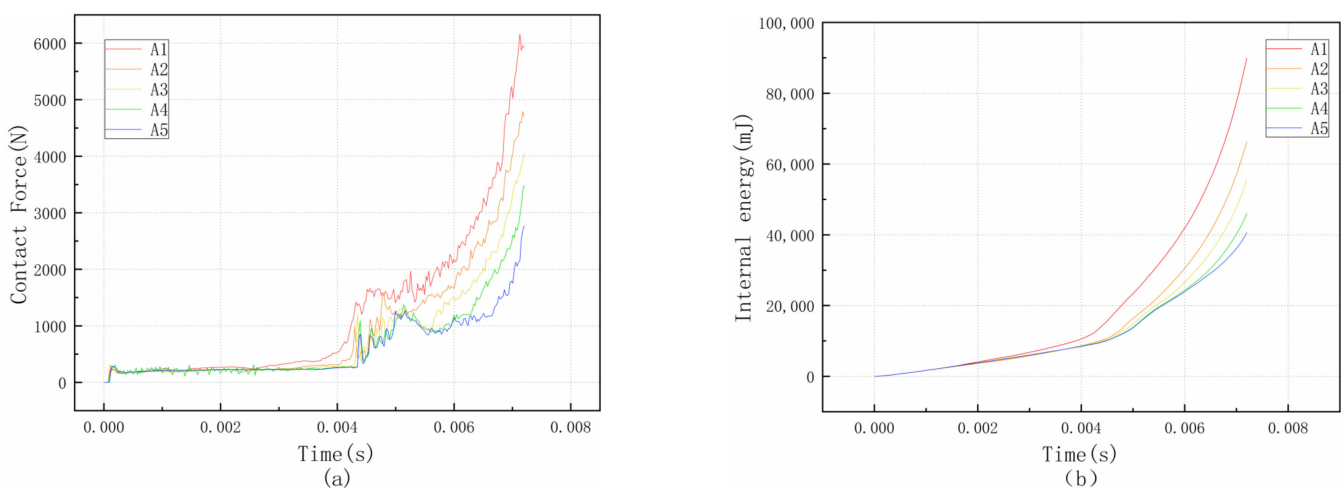 6000
5000
4000
3000
2000
1000
0
Contact Force(N)
A1
A2
A3
A4
A5
0.000 0.002 0.004 0.006 0.008
Time(s)
(a)
100,000
80,000
60,000
40,000
20,000
0
Internal energy(mJ)
A1
A2
A3
A4
A5
0.000 0.002 0.004 0.006 0.008
Time(s)
(b)